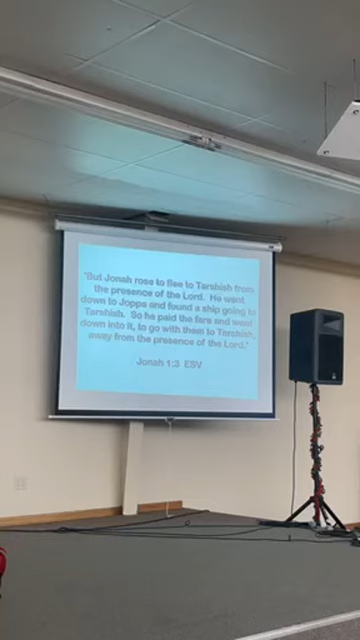 "But Jonah rose to flee to Tarshish from
the presence of the Lord.  He went
down to Joppa and found a ship going to
Tarshish.  So he paid the fare and went
down into it, to go with them to Tarshish,
away from the presence of the Lord."
Jonah 1:3  ESV